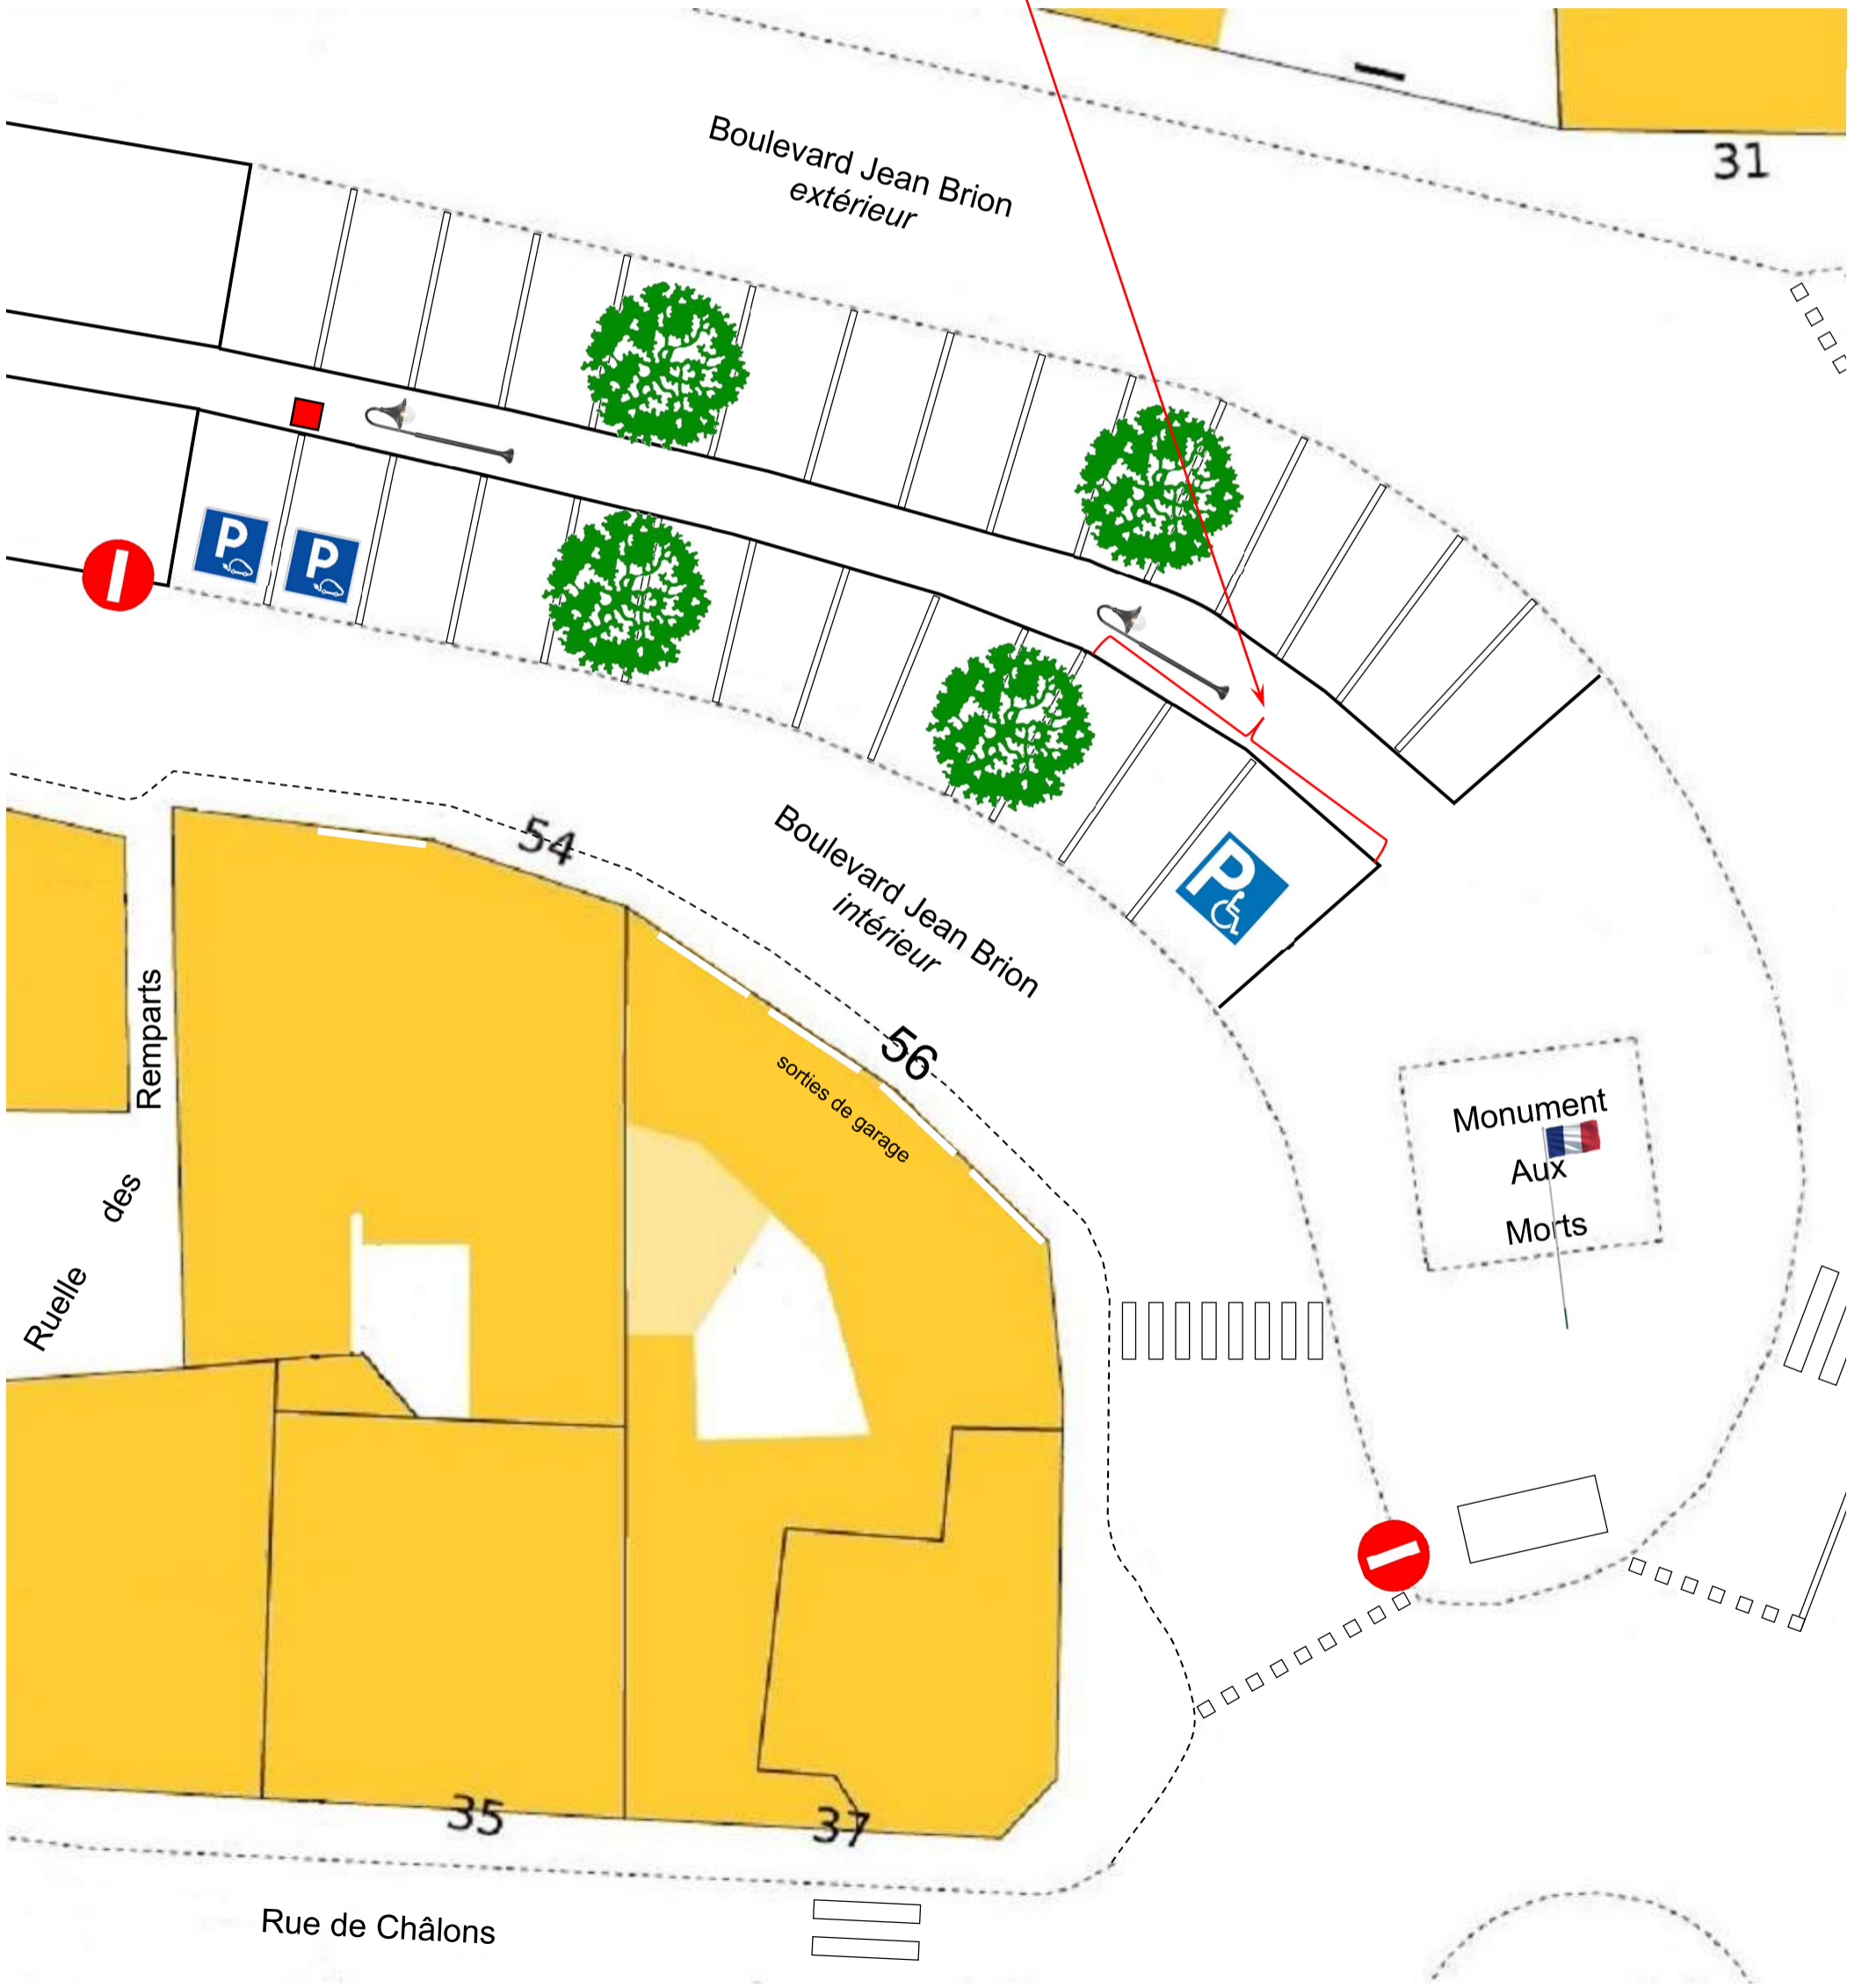 Boulevard Jean Brion
extérieur
31
P
P
54
Boulevard Jean Brion
intérieur
P
56
sorties de garage
Ruelle des Remparts
Monument
Aux
Morts
35
37
Rue de Châlons